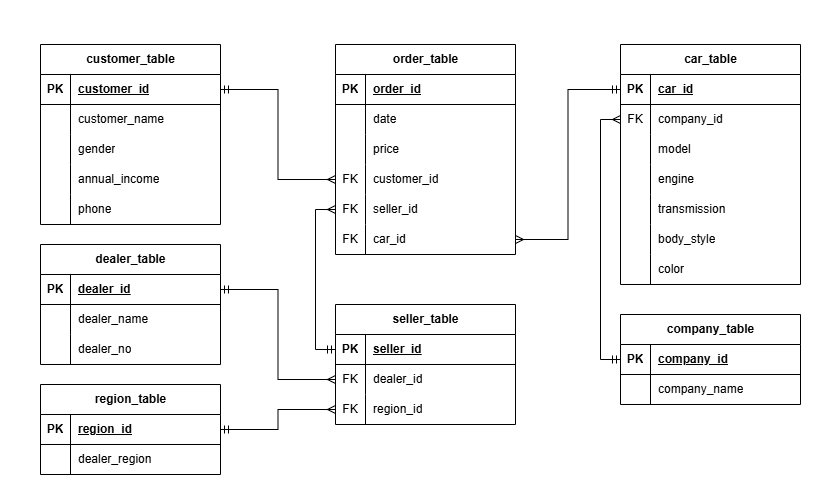 customer_table
PK customer_id
customer_name
gender
annual_income
phone
dealer_table
PK dealer_id
dealer_name
dealer_no
region_table
PK region_id
dealer_region
order_table
PK order_id
date
price
FK customer_id
FK seller_id
FK car_id
seller_table
PK seller_id
FK dealer_id
FK region_id
car_table
PK car_id
FK company_id
model
engine
transmission
body_style
color
company_table
PK company_id
company_name